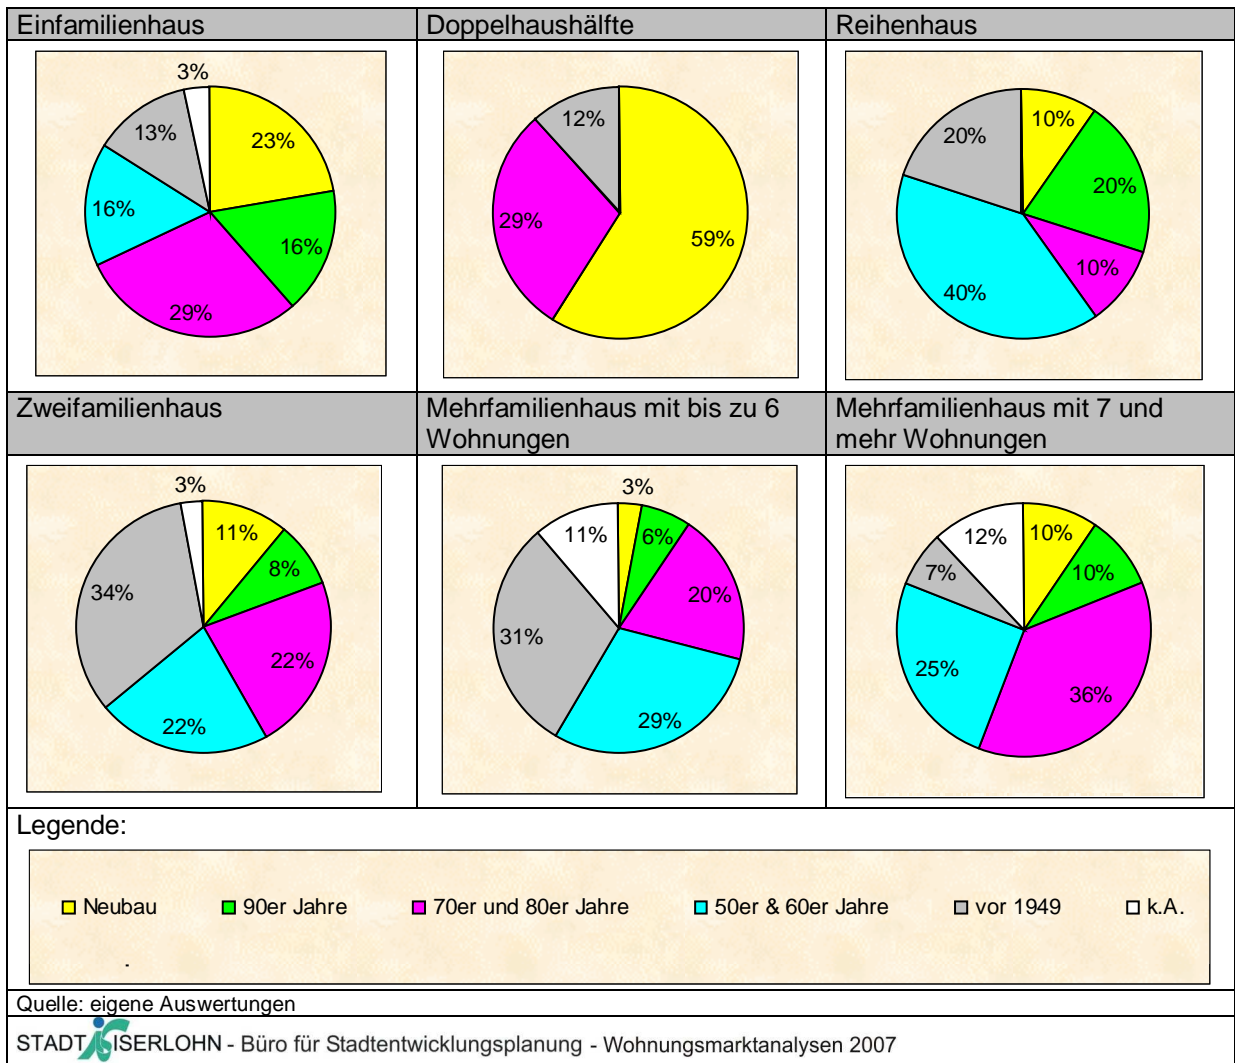 Einfamilienhaus
Doppelhaushälfte
Reihenhaus
3%
23%
16%
29%
16%
13%
59%
29%
12%
10%
20%
10%
40%
20%
Zweifamilienhaus
Mehrfamilienhaus mit bis zu 6
Wohnungen
Mehrfamilienhaus mit 7 und
mehr Wohnungen
3%
11%
8%
22%
22%
34%
3%
6%
20%
29%
31%
11%
10%
10%
36%
25%
7%
12%
Legende:
Neubau
90er Jahre
70er und 80er Jahre
50er & 60er Jahre
vor 1949
k.A.
Quelle: eigene Auswertungen
STADT ISERLOHN - Büro für Stadtentwicklungsplanung - Wohnungsmarktanalysen 2007